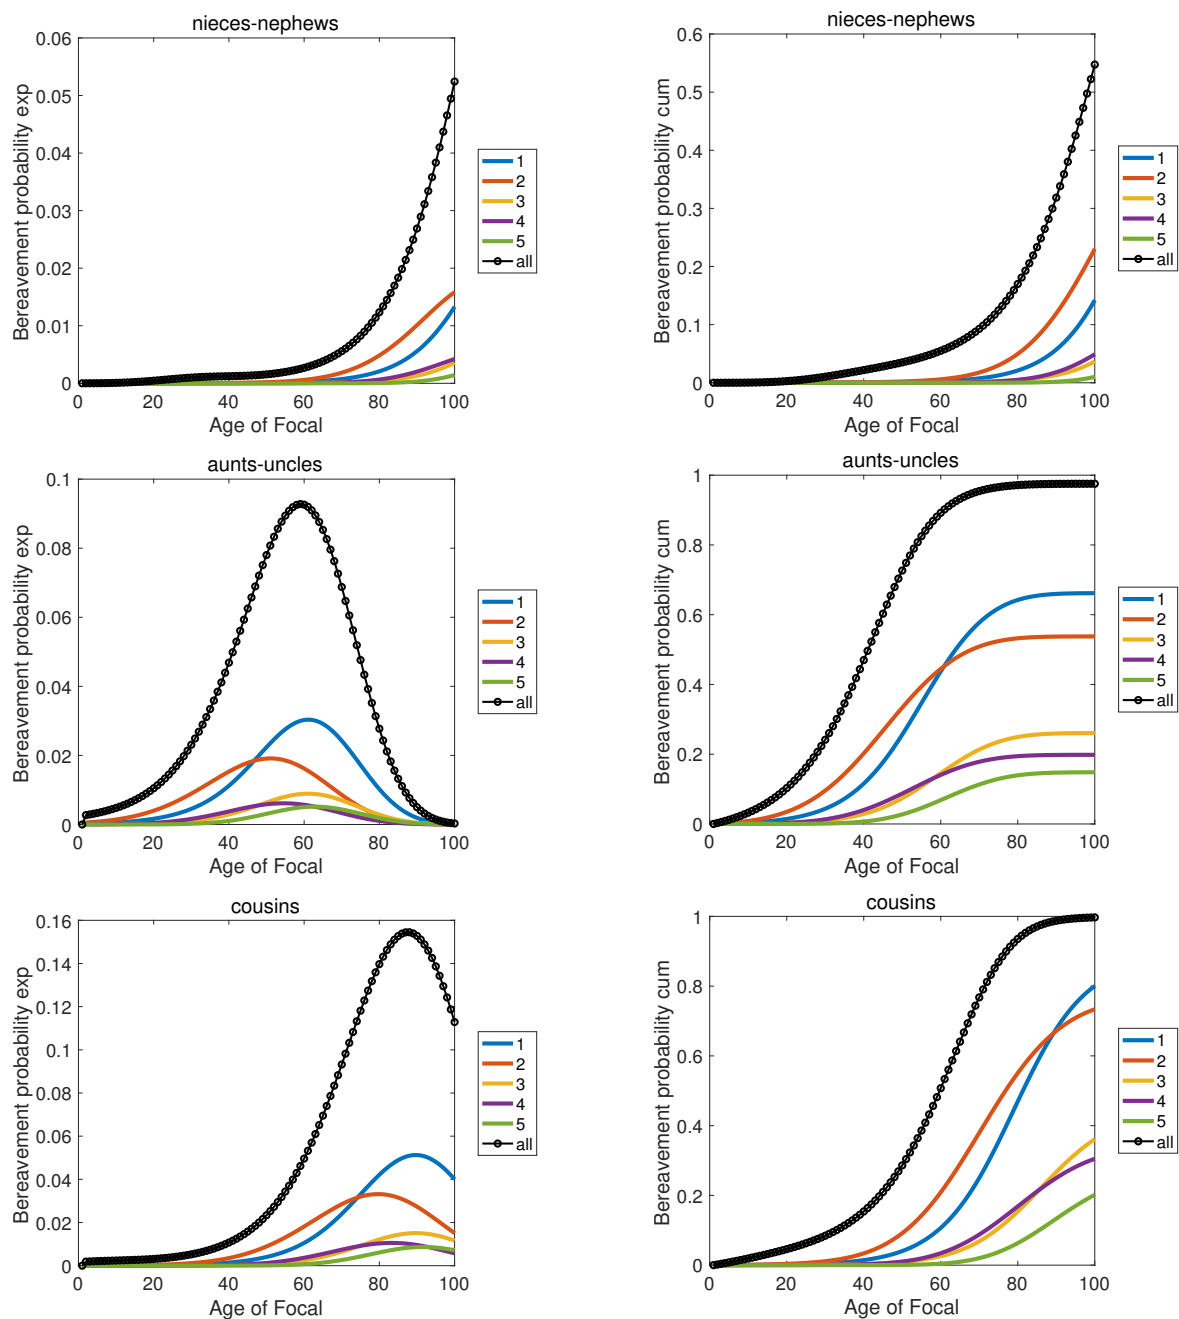 nieces-nephews
Bereavement probability exp
0.06
0.05
0.04
0.03
0.02
0.01
0
0 20 40 60 80 100
Age of Focal
1
2
3
4
5
all
nieces-nephews
Bereavement probability cum
0.6
0.5
0.4
0.3
0.2
0.1
0
0 20 40 60 80 100
Age of Focal
1
2
3
4
5
all
aunts-uncles
Bereavement probability exp
0.1
0.08
0.06
0.04
0.02
0
0 20 40 60 80 100
Age of Focal
1
2
3
4
5
all
aunts-uncles
Bereavement probability cum
1
0.8
0.6
0.4
0.2
0
0 20 40 60 80 100
Age of Focal
1
2
3
4
5
all
cousins
Bereavement probability exp
0.16
0.14
0.12
0.1
0.08
0.06
0.04
0.02
0
0 20 40 60 80 100
Age of Focal
1
2
3
4
5
all
cousins
Bereavement probability cum
1
0.8
0.6
0.4
0.2
0
0 20 40 60 80 100
Age of Focal
1
2
3
4
5
all